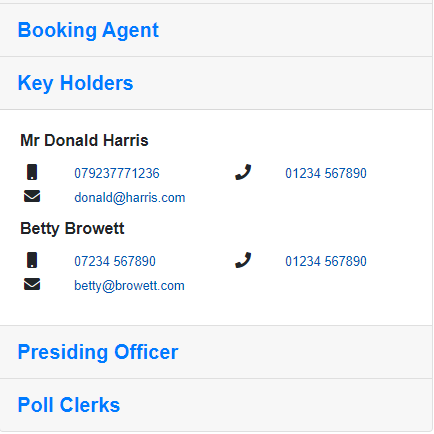 Booking Agent
Key Holders
Mr Donald Harris
079237771236 01234 567890
donald@harris.com
Betty Browett
07234 567890 01234 567890
betty@browett.com
Presiding Officer
Poll Clerks